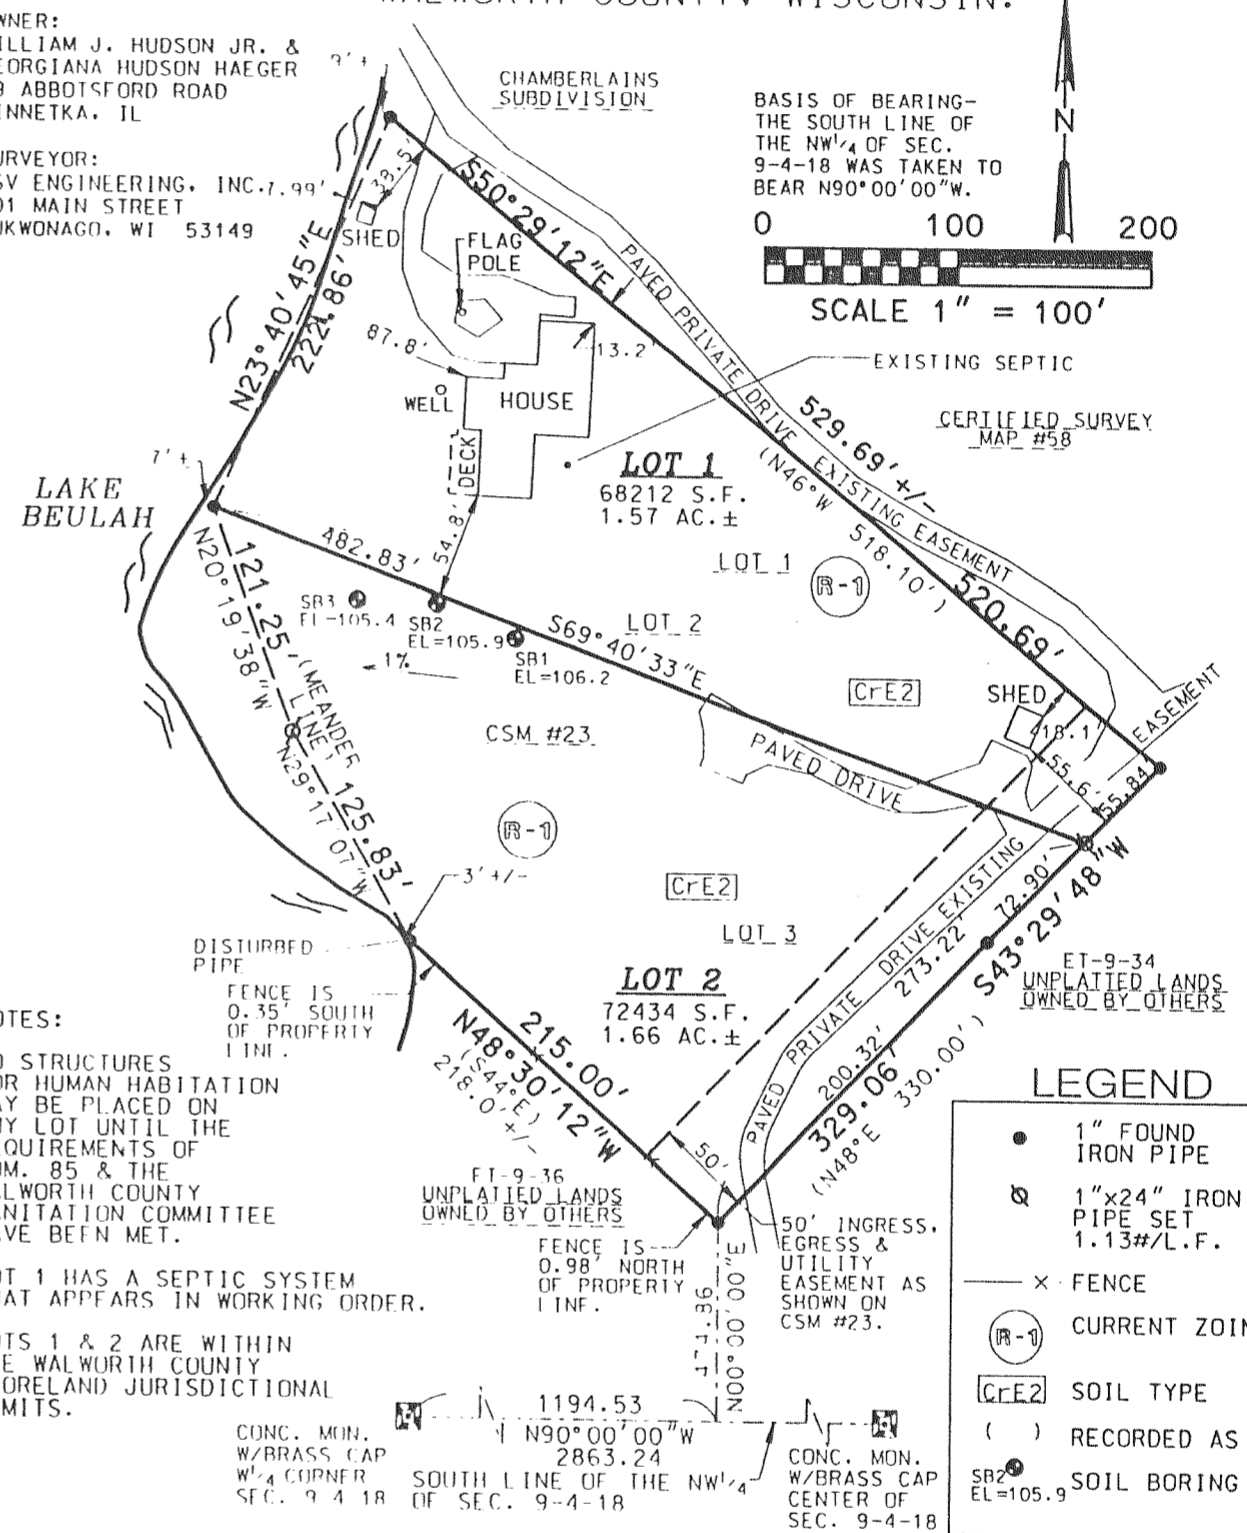 WALWORTH COUNTY, WISCONSIN.
WNER:
ILLIAM J. HUDSON JR. &
EORGIANA HUDSON HAEGER
9 ABBOTSFORD ROAD
INNETKA, IL
URVEYOR:
SV ENGINEERING, INC.
01 MAIN STREET
UKWONAGO, WI 53149
9'+
7.99'
CHAMBERLAINS
SUBDIVISION
BASIS OF BEARING-
THE SOUTH LINE OF
THE NW1/4 OF SEC.
9-4-18 WAS TAKEN TO
BEAR N90°00'00"W.
N
0 100 200
SCALE 1" = 100'
38.5'
SHED
FLAG
POLE
S50°29'12"E
PAVED PRIVATE DRIVE EXISTING EASEMENT
N23°40'45"E
222.86'
87.8'
13.2'
WELL
HOUSE
DECK
EXISTING SEPTIC
529.69' +/-
CERTIFIED SURVEY
MAP #58
(N46°W 518.10')
520.69'
LOT 1
68212 S.F.
1.57 AC.±
LOT 1
R-1
7'+
LAKE
BEULAH
482.83'
54.8'
S69°40'33"E
LOT 2
121.25'
N20°19'38"W
(MEANDER
LINE)
125.83'
N29°17'07"W
SB3
EL=105.4
SB2
EL=105.9
SB1
EL=106.2
1%
CSM #23
CrE2
SHED
418.1'
55.6'
55.84'
EASEMENT
PAVED DRIVE
R-1
3'+/-
CrE2
LOT 3
LOT 2
72434 S.F.
1.66 AC.±
PAVED PRIVATE DRIVE EXISTING
72.90'
273.22'
S43°29'48"W
200.32'
329.06'
(N48°E 330.00')
ET-9-34
UNPLATTED LANDS
OWNED BY OTHERS
DISTURBED
PIPE
FENCE IS
0.35' SOUTH
OF PROPERTY
LINE.
215.00'
N48°30'12"W
(S44°E)
218.0' +/-
50'
ET-9-36
UNPLATTED LANDS
OWNED BY OTHERS
FENCE IS
0.98' NORTH
OF PROPERTY
LINE.
50' INGRESS,
EGRESS &
UTILITY
EASEMENT AS
SHOWN ON
CSM #23.
N00°00'00"E
OTES:
O STRUCTURES
OR HUMAN HABITATION
AY BE PLACED ON
NY LOT UNTIL THE
EQUIREMENTS OF
OM. 85 & THE
ALWORTH COUNTY
ANITATION COMMITTEE
AVE BEEN MET.
OT 1 HAS A SEPTIC SYSTEM
HAT APPEARS IN WORKING ORDER.
OTS 1 & 2 ARE WITHIN
HE WALWORTH COUNTY
HORELAND JURISDICTIONAL
IMITS.
CONC. MON.
W/BRASS CAP
W1/4 CORNER
SEC. 9 4 18
1194.53
N90°00'00"W
2863.24
SOUTH LINE OF THE NW1/4
OF SEC. 9-4-18
CONC. MON.
W/BRASS CAP
CENTER OF
SEC. 9-4-18
LEGEND
1" FOUND
IRON PIPE
1"x24" IRON
PIPE SET
1.13#/L.F.
× FENCE
R-1 CURRENT ZOIN
CrE2 SOIL TYPE
( ) RECORDED AS
SB2
EL=105.9 SOIL BORING